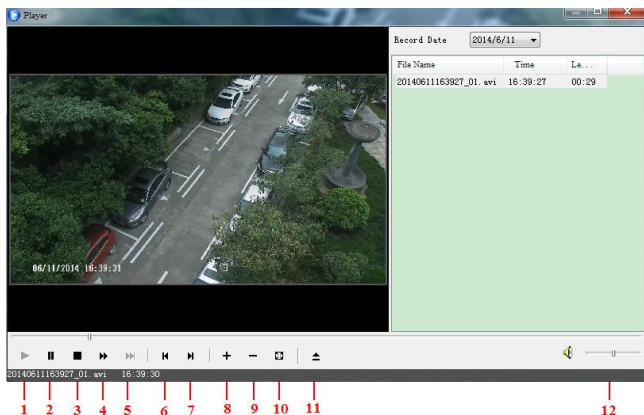 Player
Record Date 2014/6/11
File Name Time Le...
20140611163927_01.avi 16:39:27 00:29
06/11/2014 16:39:31
20140611163927_01.avi 16:39:30
1 2 3 4 5 6 7 8 9 10 11 12